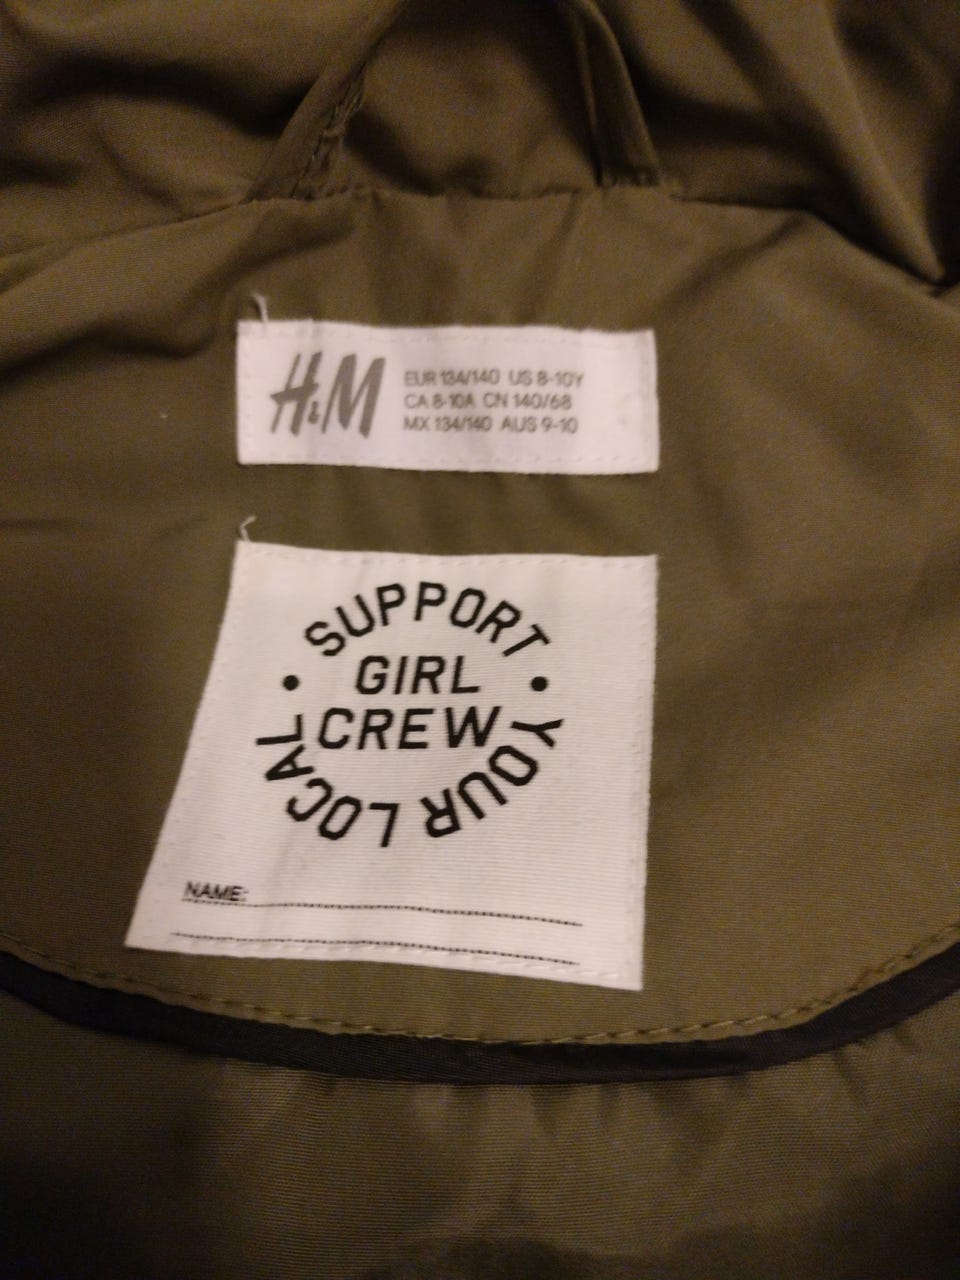 H&M
EUR 134/140 US 8-10Y
CA 8-10A CN 140/68
MX 134/140 AUS 9-10
SUPPORT
GIRL
CREW
YOUR LOCAL
NAME: